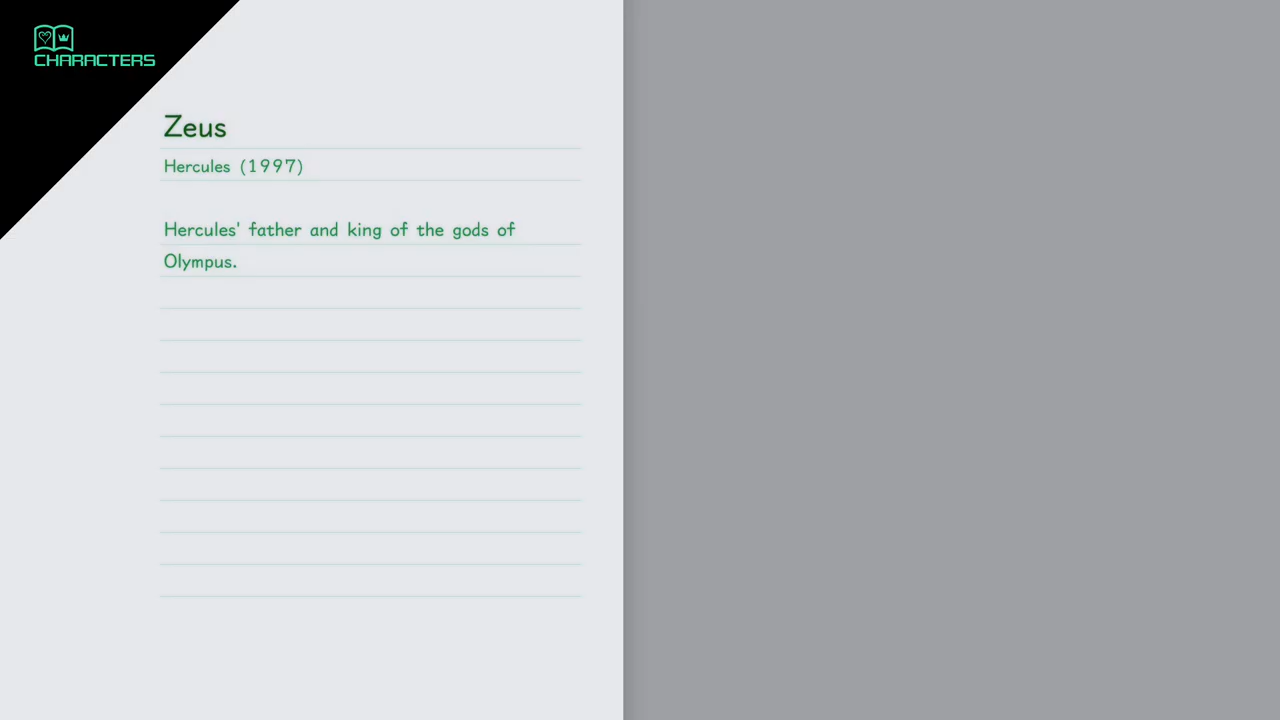 CHARACTERS
Zeus
Hercules (1997)
Hercules' father and king of the gods of
Olympus.